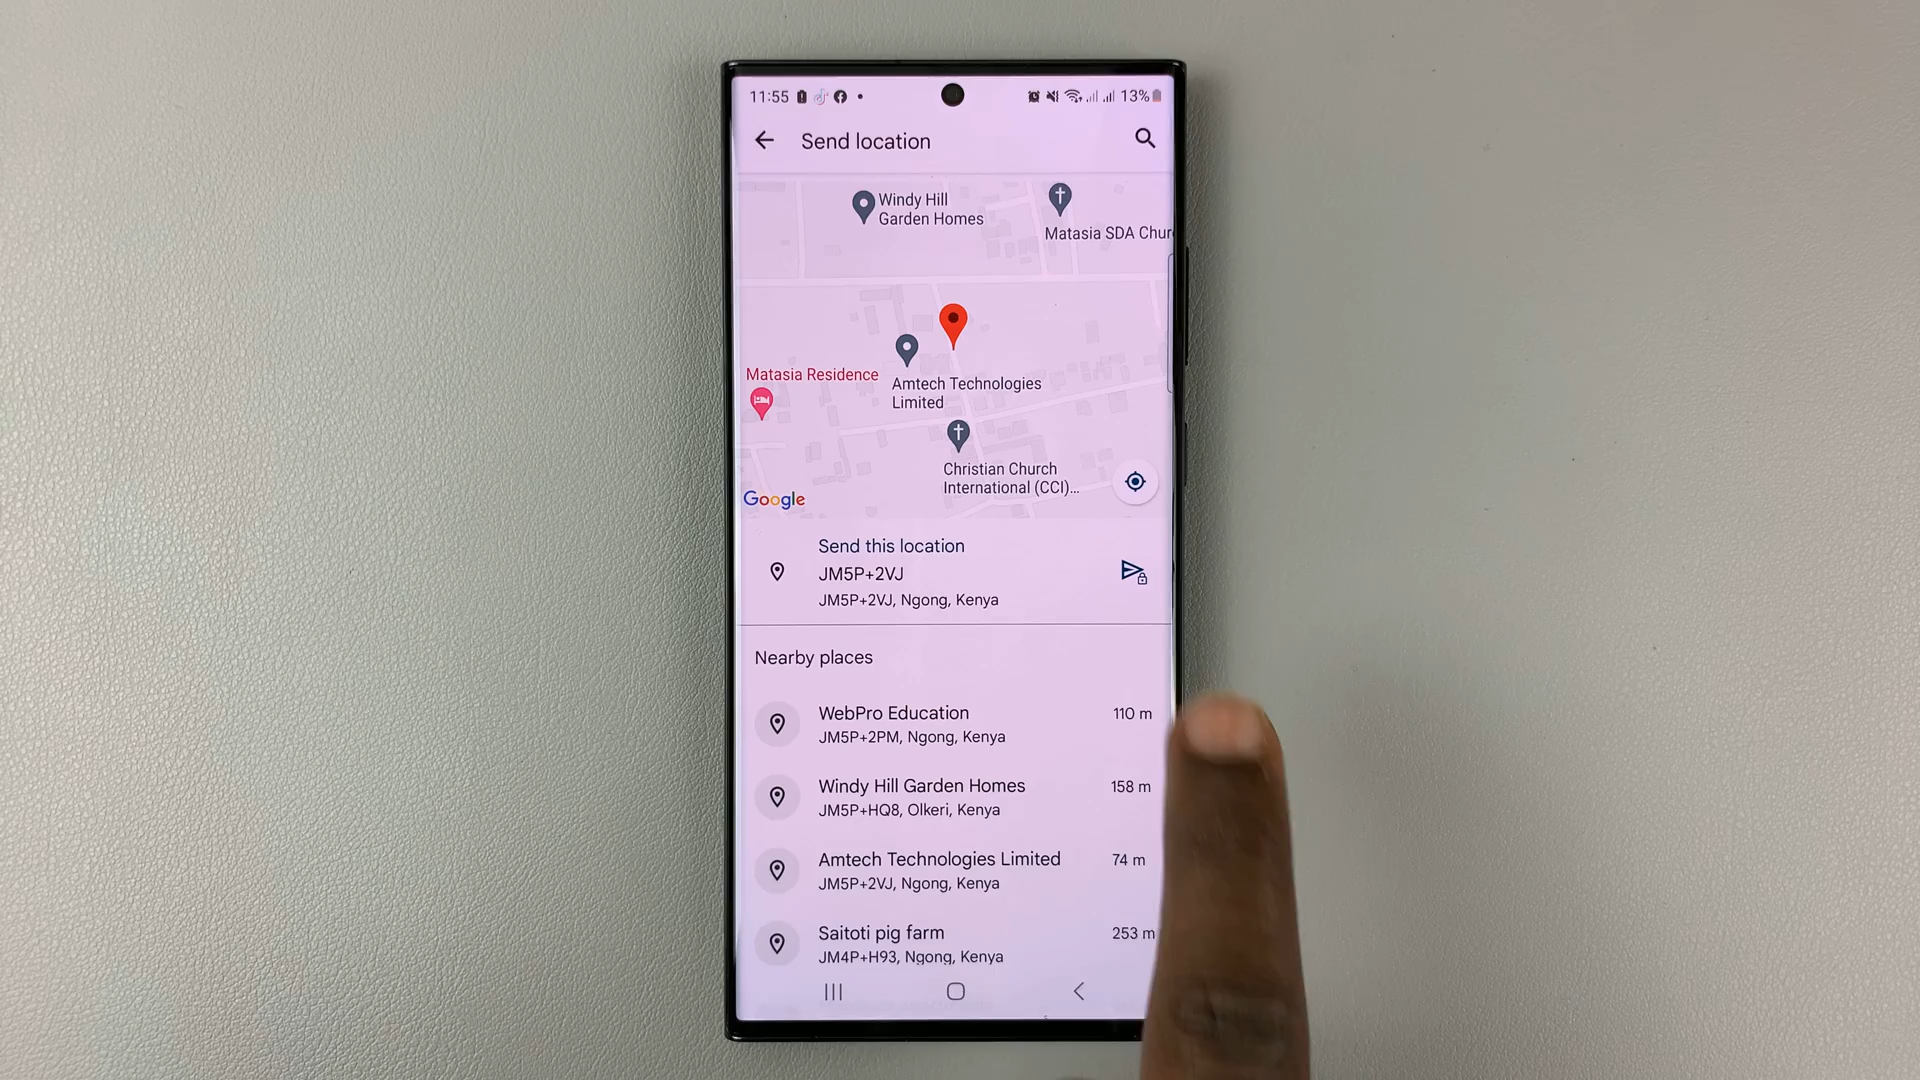 11:55
13%
Send location
Windy Hill
Garden Homes
Matasia SDA Chur
Matasia Residence
Amtech Technologies
Limited
Christian Church
International (CCI)...
Google
Send this location
JM5P+2VJ
JM5P+2VJ, Ngong, Kenya
Nearby places
WebPro Education
110 m
JM5P+2PM, Ngong, Kenya
Windy Hill Garden Homes
158 m
JM5P+HQ8, Olkeri, Kenya
Amtech Technologies Limited
74 m
JM5P+2VJ, Ngong, Kenya
Saitoti pig farm
253 m
JM4P+H93, Ngong, Kenya